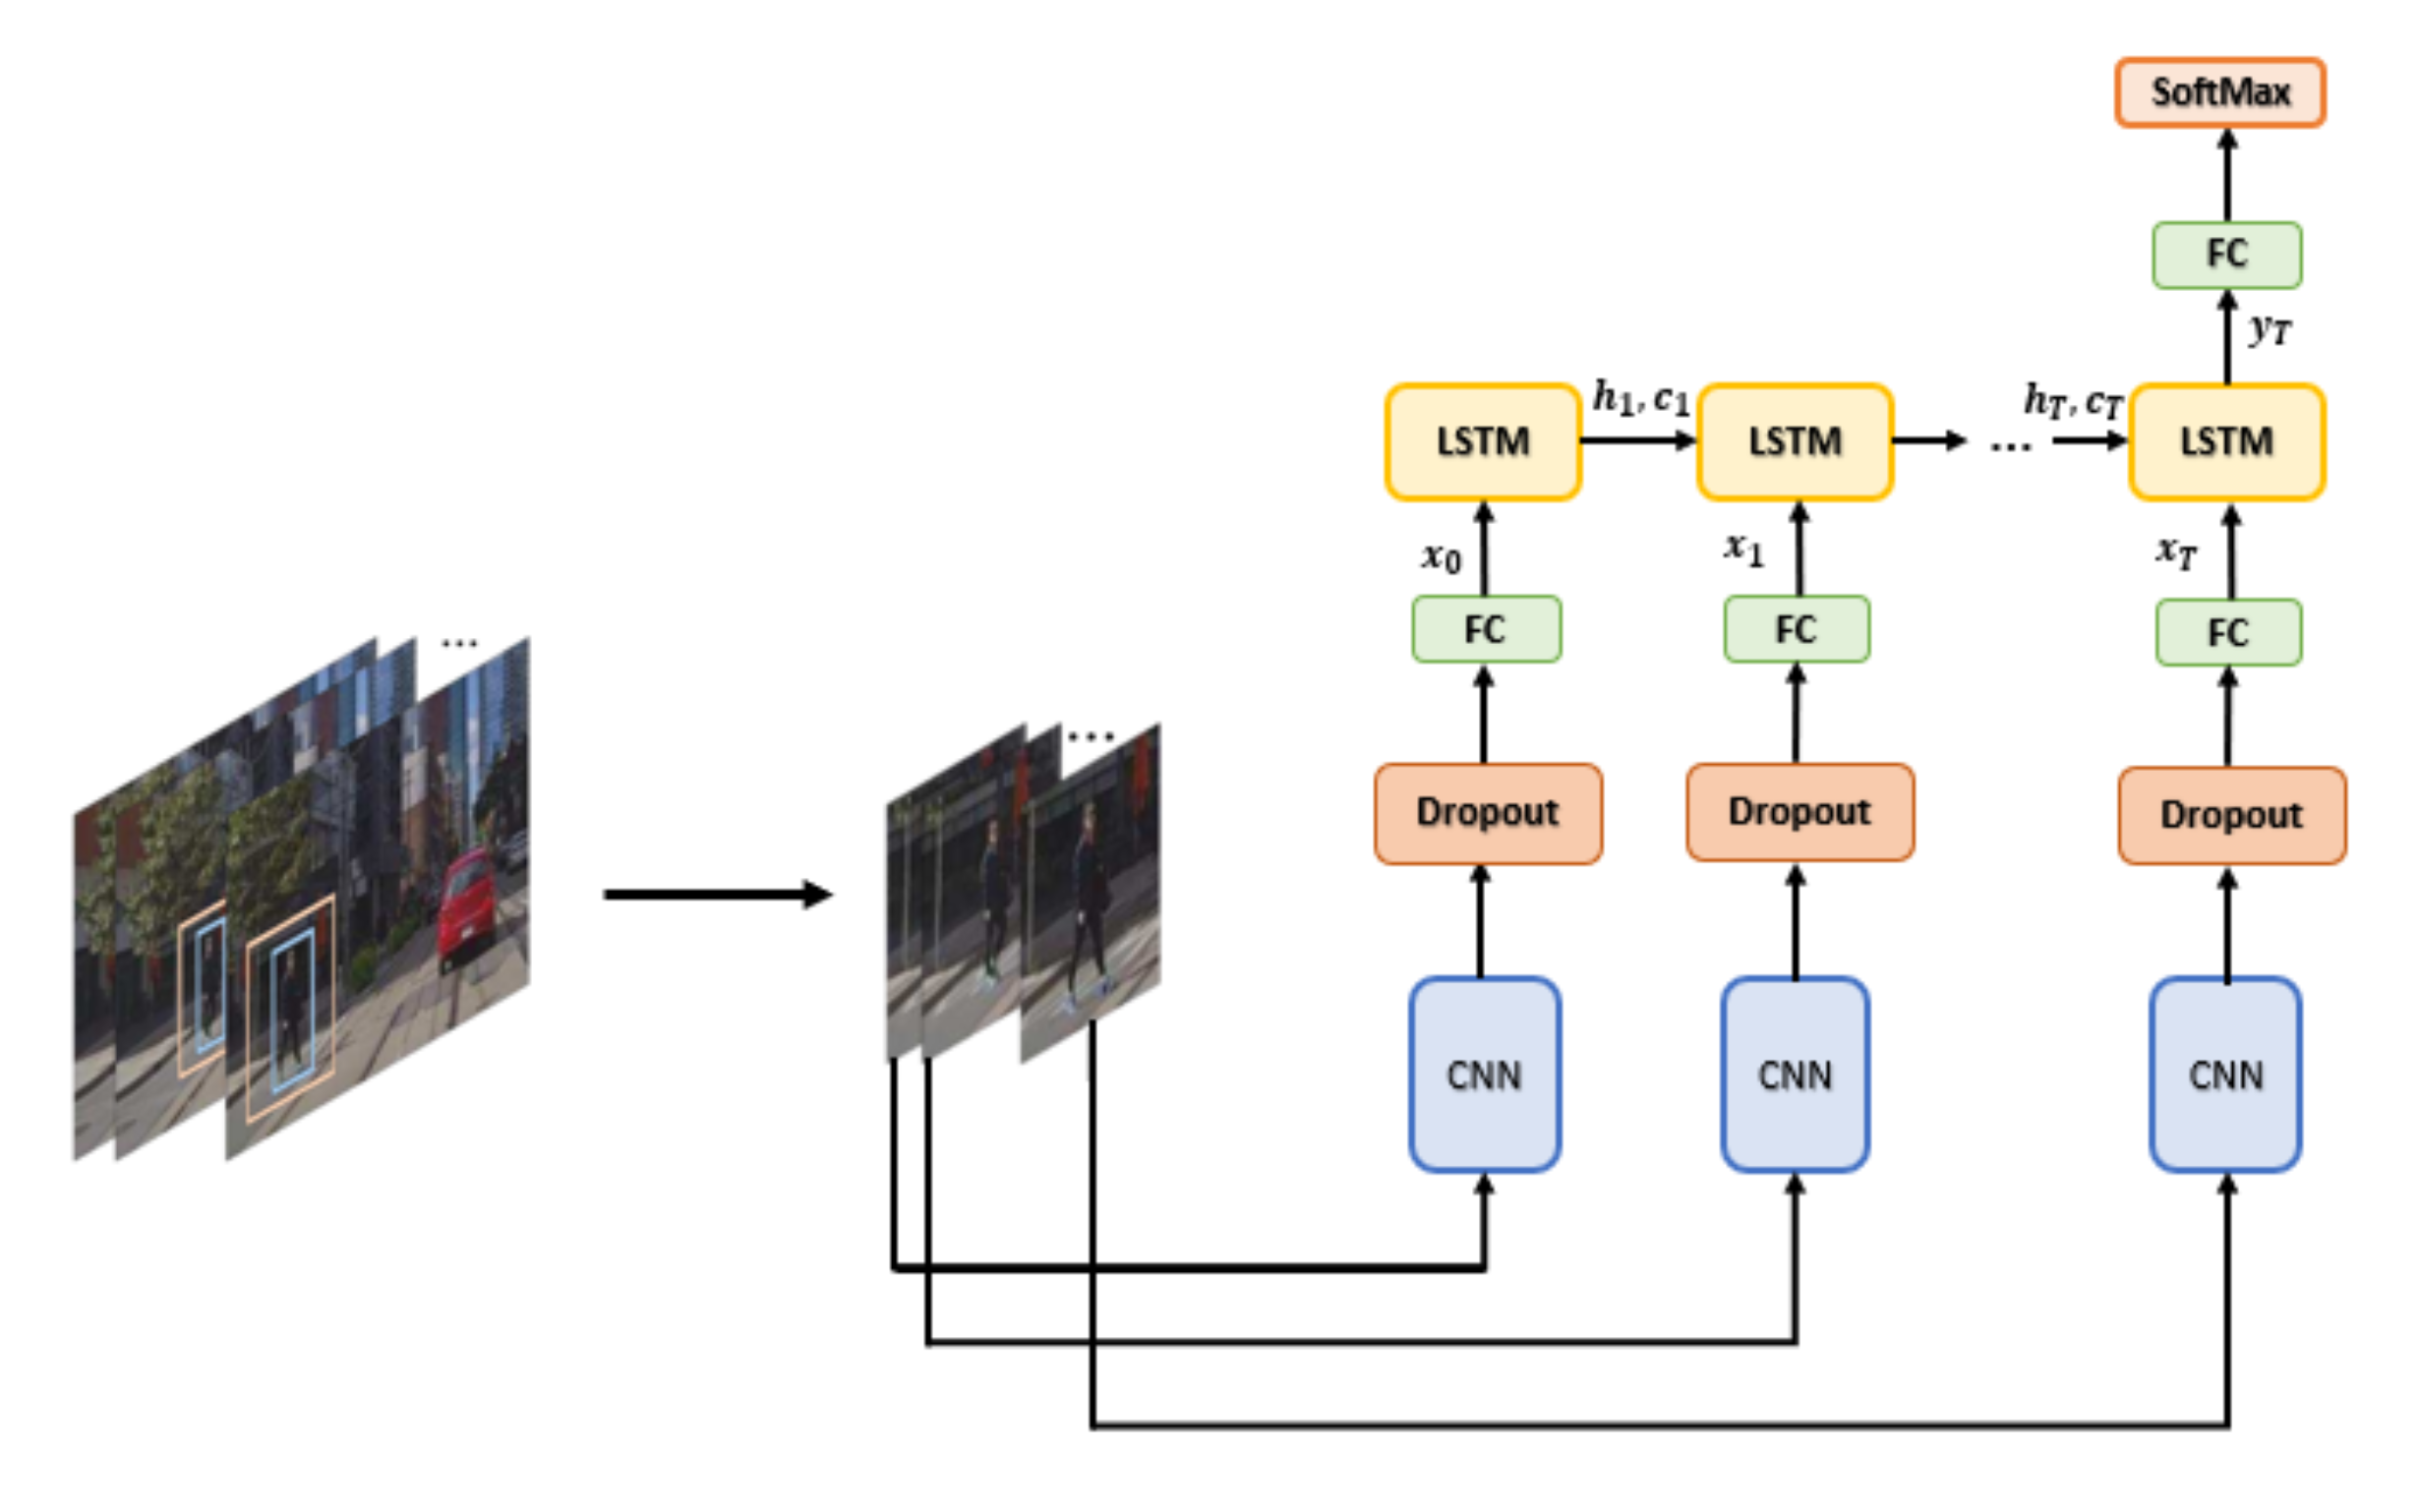 SoftMax
FC
y_T
h_1, c_1
h_T, c_T
LSTM
LSTM
...
LSTM
x_0
x_1
x_T
FC
FC
FC
...
...
Dropout
Dropout
Dropout
CNN
CNN
CNN